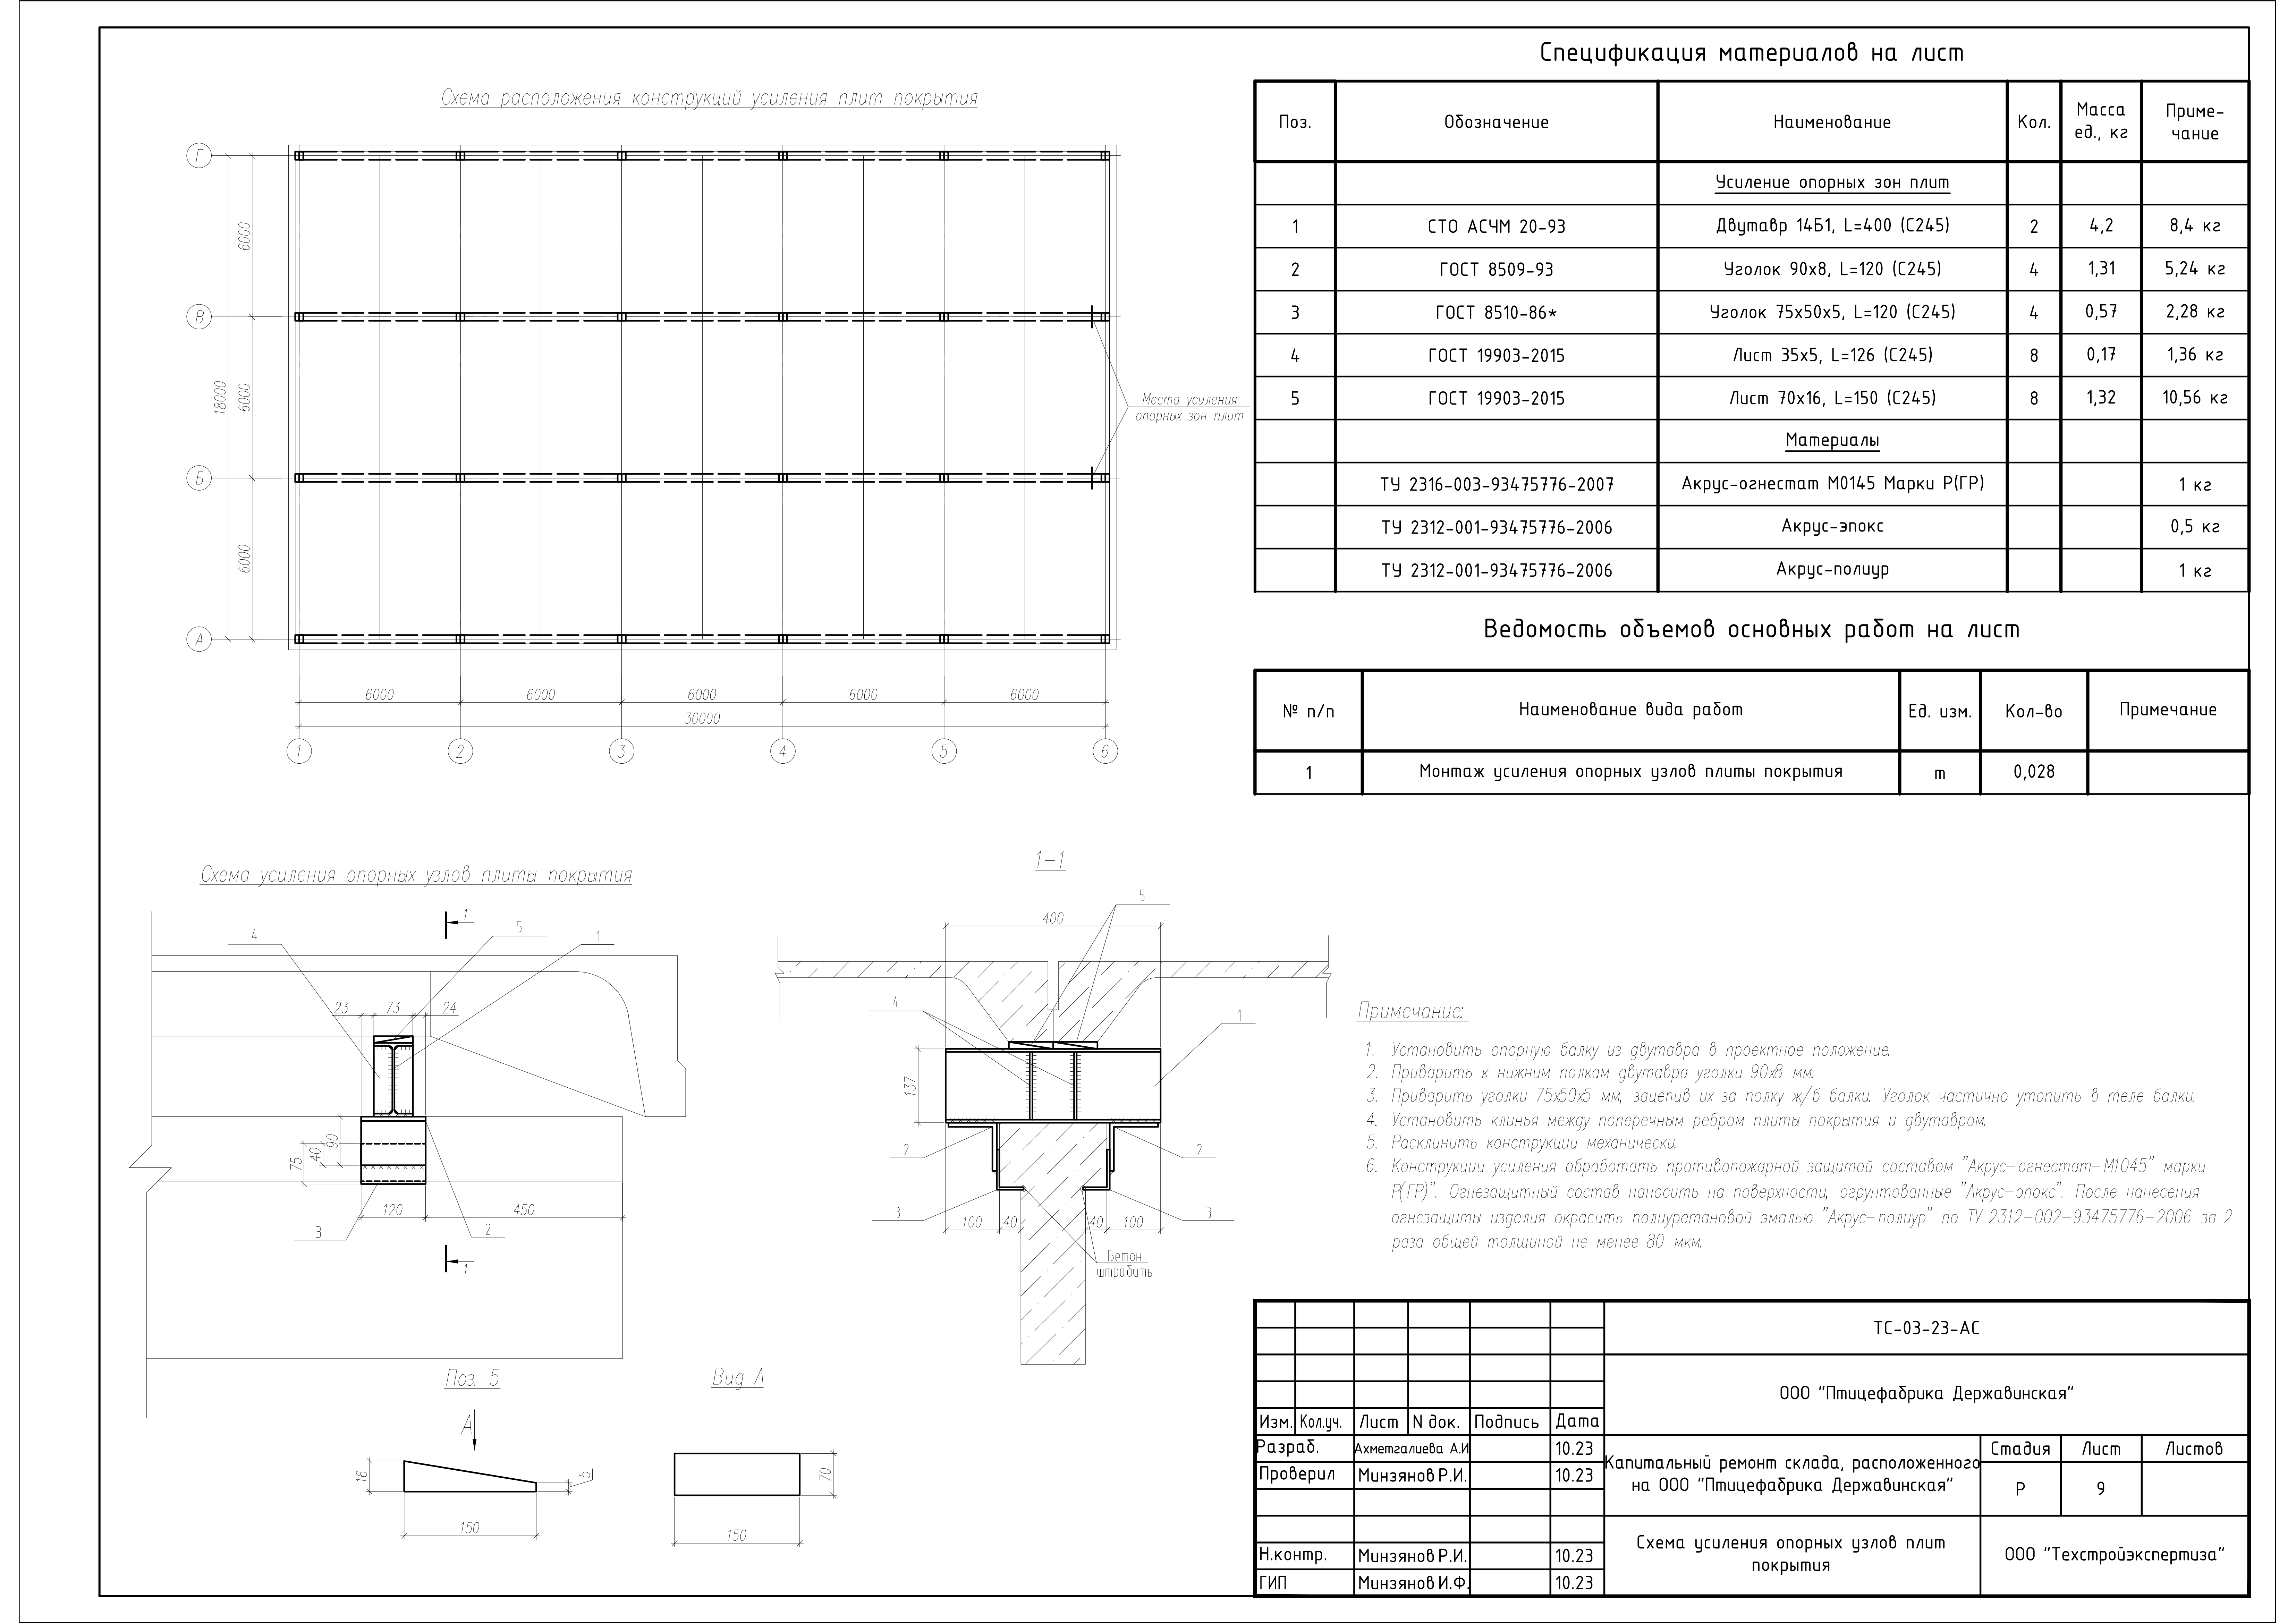 Схема расположения конструкций усиления плит покрытия
Г
В
Б
А
6000
6000
6000
18000
Места усиления
опорных зон плит
6000 6000 6000 6000 6000
30000
1 2 3 4 5 6
Спецификация материалов на лист
Поз. Обозначение Наименование Кол. Масса ед., кг Приме-чание
Усиление опорных зон плит
1 СТО АСЧМ 20-93 Двутавр 14Б1, L=400 (С245) 2 4,2 8,4 кг
2 ГОСТ 8509-93 Уголок 90х8, L=120 (С245) 4 1,31 5,24 кг
3 ГОСТ 8510-86* Уголок 75х50х5, L=120 (С245) 4 0,57 2,28 кг
4 ГОСТ 19903-2015 Лист 35х5, L=126 (С245) 8 0,17 1,36 кг
5 ГОСТ 19903-2015 Лист 70х16, L=150 (С245) 8 1,32 10,56 кг
Материалы
ТУ 2316-003-93475776-2007 Акрус-огнестат М0145 Марки Р(ГР) 1 кг
ТУ 2312-001-93475776-2006 Акрус-эпокс 0,5 кг
ТУ 2312-001-93475776-2006 Акрус-полиур 1 кг
Ведомость объемов основных работ на лист
№ п/п Наименование вида работ Ед. изм. Кол-во Примечание
1 Монтаж усиления опорных узлов плиты покрытия т 0,028
Схема усиления опорных узлов плиты покрытия
1
4 5 1
23 73 24
90
40
75
120 450
3 2
1
1-1
5
400
4
1
137
2 2
3 3
100 40 40 100
Бетон
штрабить
Поз. 5
А
16
5
150
Вид А
70
150
Примечание:
1. Установить опорную балку из двутавра в проектное положение.
2. Приварить к нижним полкам двутавра уголки 90х8 мм.
3. Приварить уголки 75х50х5 мм, зацепив их за полку ж/б балки. Уголок частично утопить в теле балки.
4. Установить клинья между поперечным ребром плиты покрытия и двутавром.
5. Расклинить конструкции механически.
6. Конструкции усиления обработать противопожарной защитой составом "Акрус-огнестат-М1045" марки
Р(ГР)". Огнезащитный состав наносить на поверхности, огрунтованные "Акрус-эпокс". После нанесения
огнезащиты изделия окрасить полиуретановой эмалью "Акрус-полиур" по ТУ 2312-002-93475776-2006 за 2
раза общей толщиной не менее 80 мкм.
ТС-03-23-АС
ООО "Птицефабрика Державинская"
Изм. Кол.уч. Лист N док. Подпись Дата
Разраб. Ахметгалиева А.И 10.23
Проверил Минзянов Р.И. 10.23
Капитальный ремонт склада, расположенного
на ООО "Птицефабрика Державинская"
Стадия Лист Листов
Р 9
Н.контр. Минзянов Р.И. 10.23
ГИП Минзянов И.Ф. 10.23
Схема усиления опорных узлов плит
покрытия
ООО "Техстройэкспертиза"